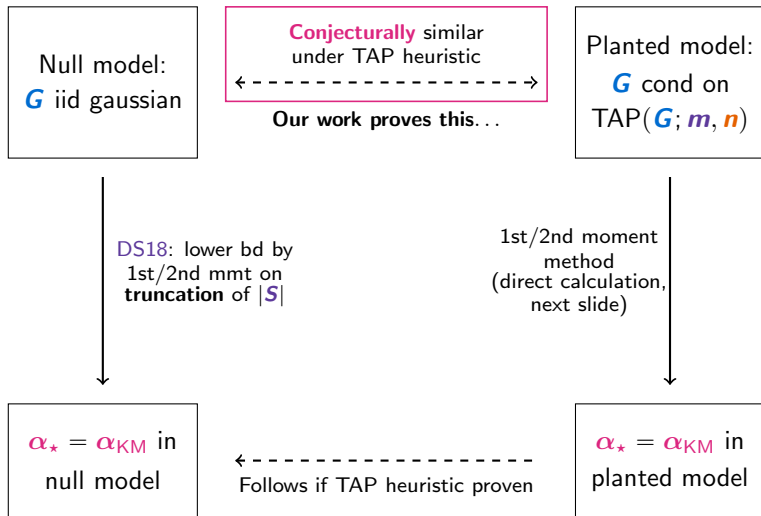 Null model:
G iid gaussian
Conjecturally similar
under TAP heuristic
Our work proves this...
Planted model:
G cond on
TAP(G; m, n)
DS18: lower bd by
1st/2nd mmt on
truncation of |S|
1st/2nd moment
method
(direct calculation,
next slide)
α⋆ = α_KM in
null model
Follows if TAP heuristic proven
α⋆ = α_KM in
planted model